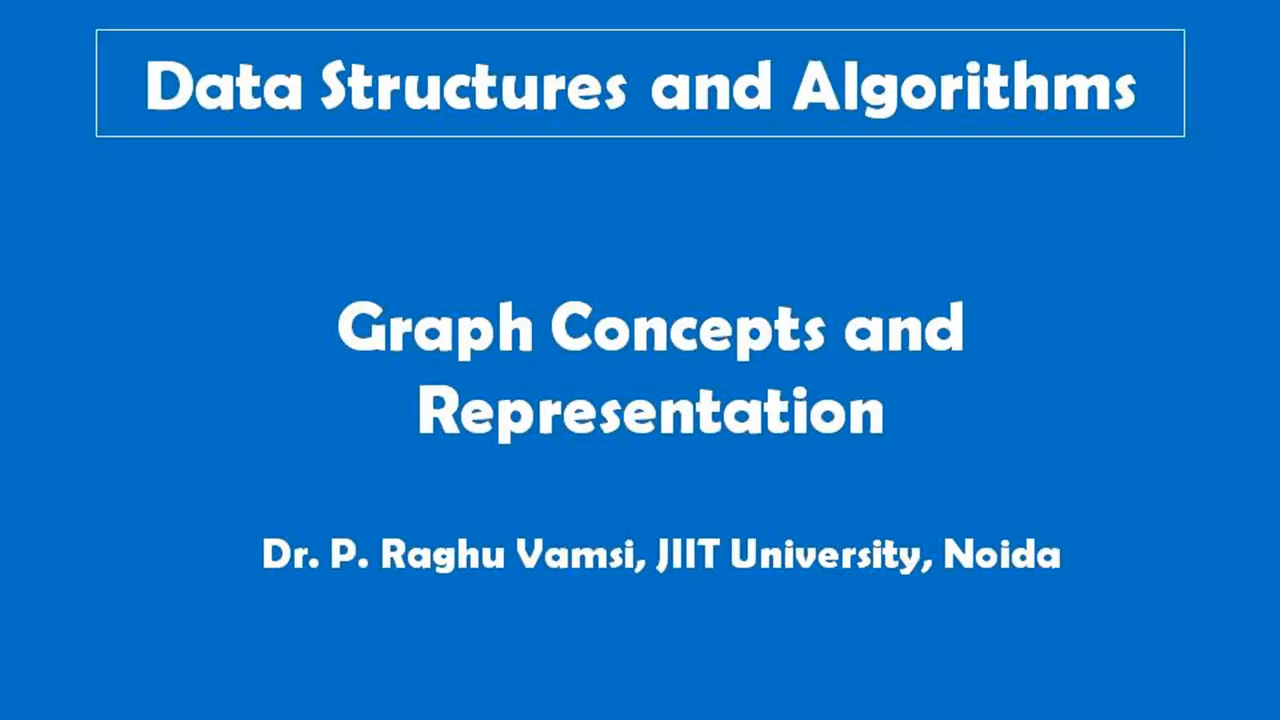 Data Structures and Algorithms
Graph Concepts and
Representation
Dr. P. Raghu Vamsi, JIIT University, Noida